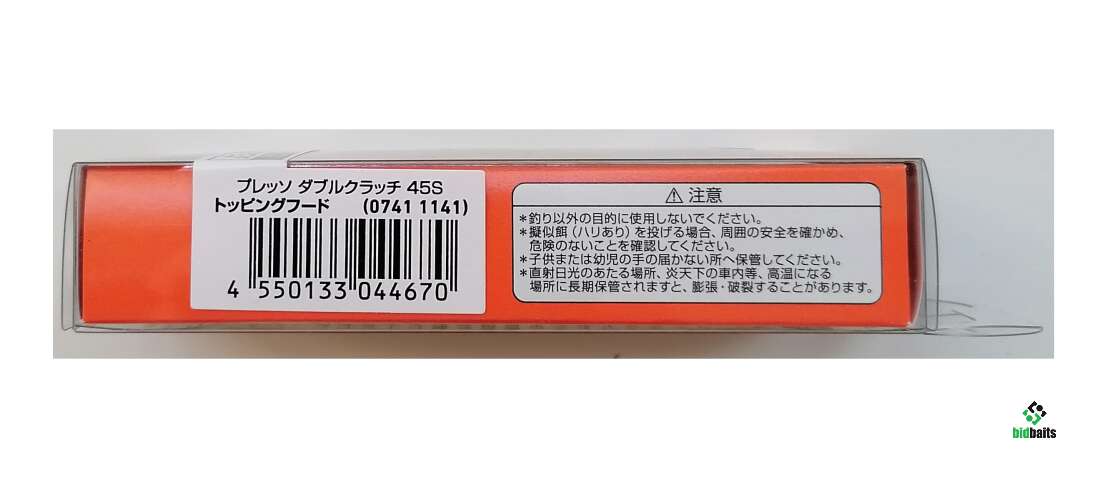 プレッソ ダブルクラッチ 45S
トッピングフード (0741 1141)
4 550133 044670
⚠ 注意
*釣り以外の目的に使用しないでください。
*擬似餌(ハリあり)を投げる場合、周囲の安全を確かめ、
危険のないことを確認してください。
*子供または幼児の手の届かない所へ保管してください。
*直射日光のあたる場所、炎天下の車内等、高温になる
場所に長期保管されますと、膨張・破裂することがあります。
bidbaits